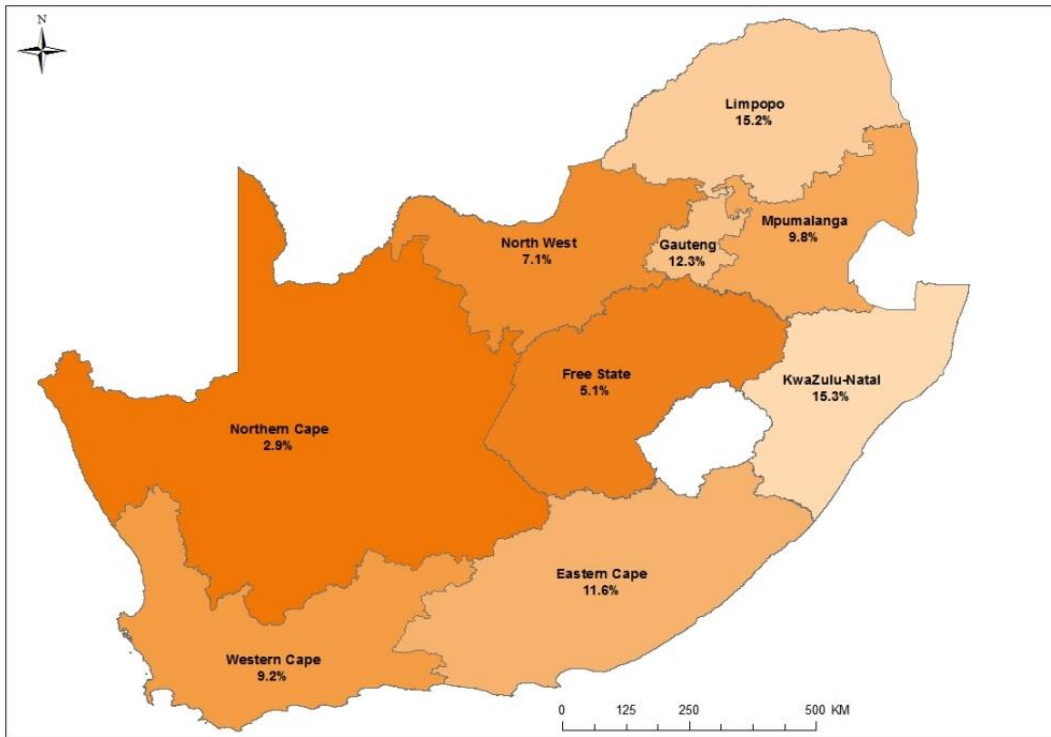 N
Limpopo
15.2%
Mpumalanga
9.8%
North West
7.1%
Gauteng
12.3%
Free State
5.1%
KwaZulu-Natal
15.3%
Northern Cape
2.9%
Eastern Cape
11.6%
Western Cape
9.2%
0 125 250 500 KM